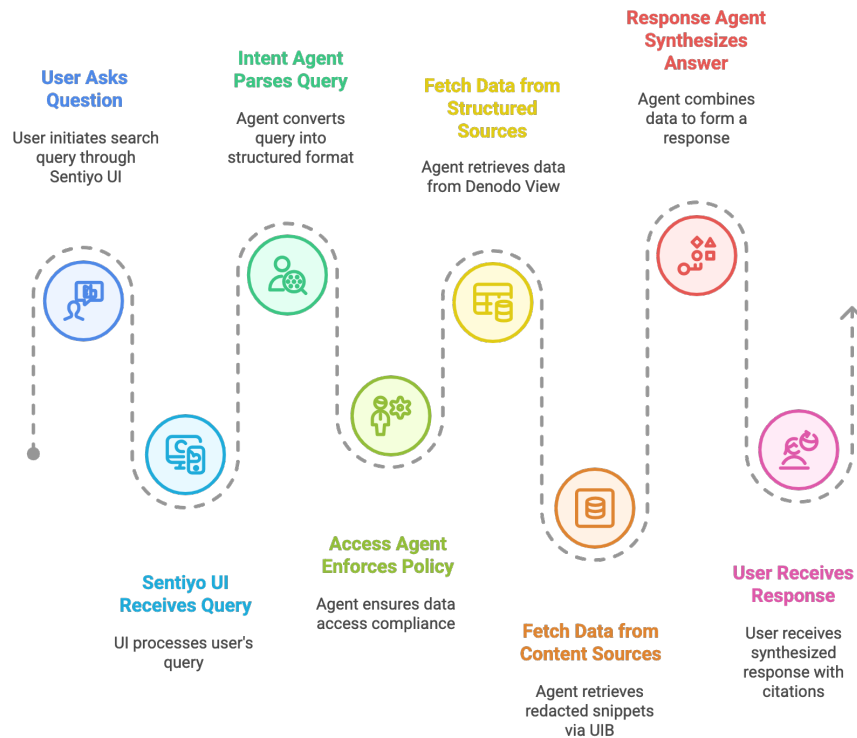 User Asks
Question
User initiates search
query through
Sentiyo UI
Sentiyo UI
Receives Query
UI processes user's
query
Intent Agent
Parses Query
Agent converts
query into
structured format
Access Agent
Enforces Policy
Agent ensures data
access compliance
Fetch Data from
Structured
Sources
Agent retrieves data
from Denodo View
Fetch Data from
Content Sources
Agent retrieves
redacted snippets
via UIB
Response Agent
Synthesizes
Answer
Agent combines
data to form a
response
User Receives
Response
User receives
synthesized
response with
citations